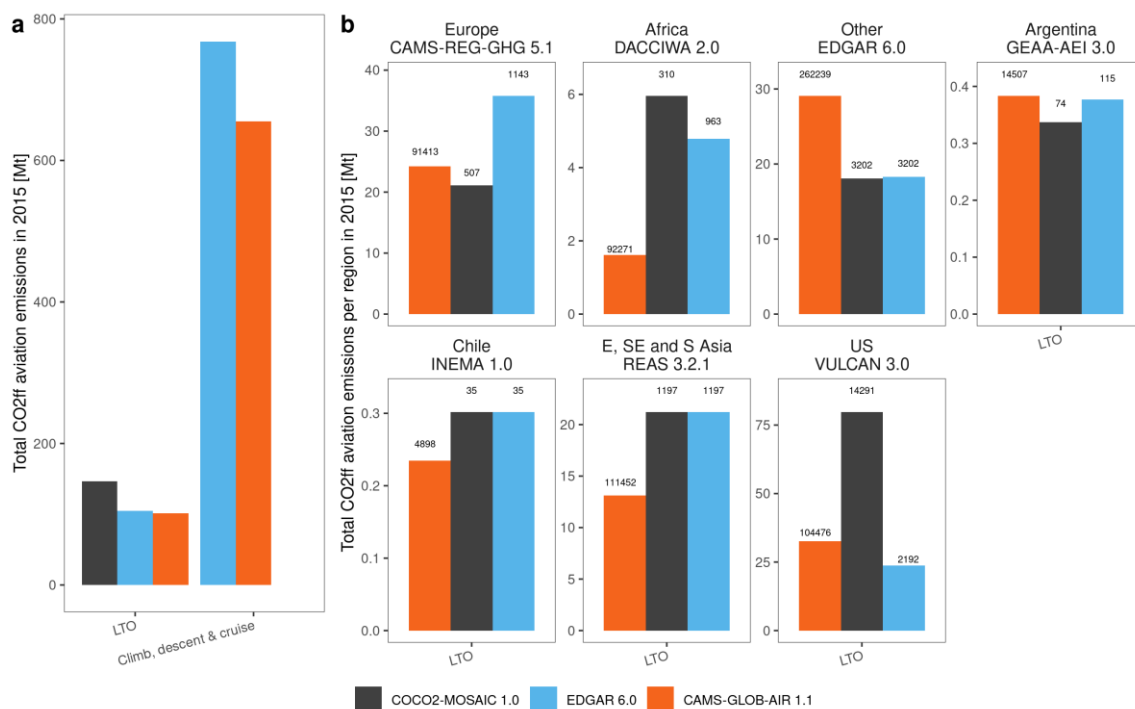 a
Total CO2ff aviation emissions in 2015 [Mt]
800
600
400
200
0
LTO
Climb, descent & cruise
b
Total CO2ff aviation emissions per region in 2015 [Mt]
Europe
CAMS-REG-GHG 5.1
40
30
20
10
0
91413
507
1143
Africa
DACCIWA 2.0
6
4
2
0
92271
310
963
Other
EDGAR 6.0
30
20
10
0
262239
3202
3202
Argentina
GEAA-AEI 3.0
0.4
0.3
0.2
0.1
0.0
14507
74
115
LTO
Chile
INEMA 1.0
0.3
0.2
0.1
0.0
4898
35
35
LTO
E, SE and S Asia
REAS 3.2.1
20
15
10
5
0
111452
1197
1197
LTO
US
VULCAN 3.0
75
50
25
0
104476
14291
2192
LTO
COCO2-MOSAIC 1.0
EDGAR 6.0
CAMS-GLOB-AIR 1.1